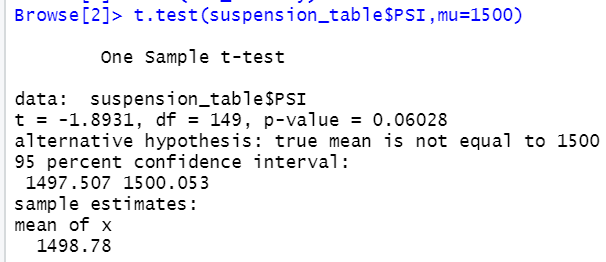 Browse[2]> t.test(suspension_table$PSI,mu=1500)
One Sample t-test
data:  suspension_table$PSI
t = -1.8931, df = 149, p-value = 0.06028
alternative hypothesis: true mean is not equal to 1500
95 percent confidence interval:
 1497.507 1500.053
sample estimates:
mean of x
  1498.78